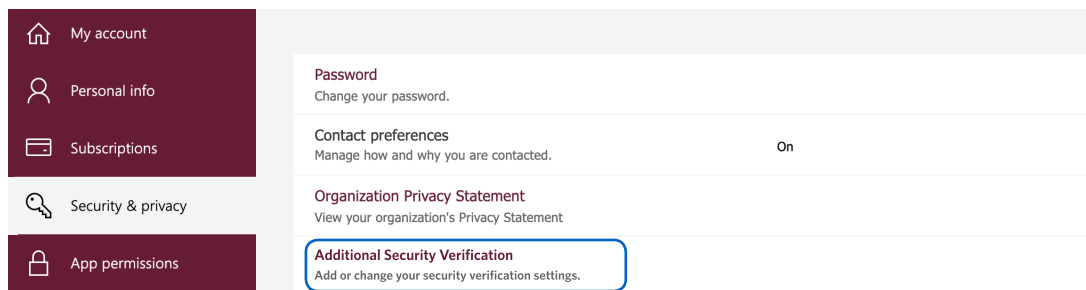 My account
Personal info
Subscriptions
Security & privacy
App permissions
Password
Change your password.
Contact preferences
Manage how and why you are contacted.
On
Organization Privacy Statement
View your organization's Privacy Statement
Additional Security Verification
Add or change your security verification settings.